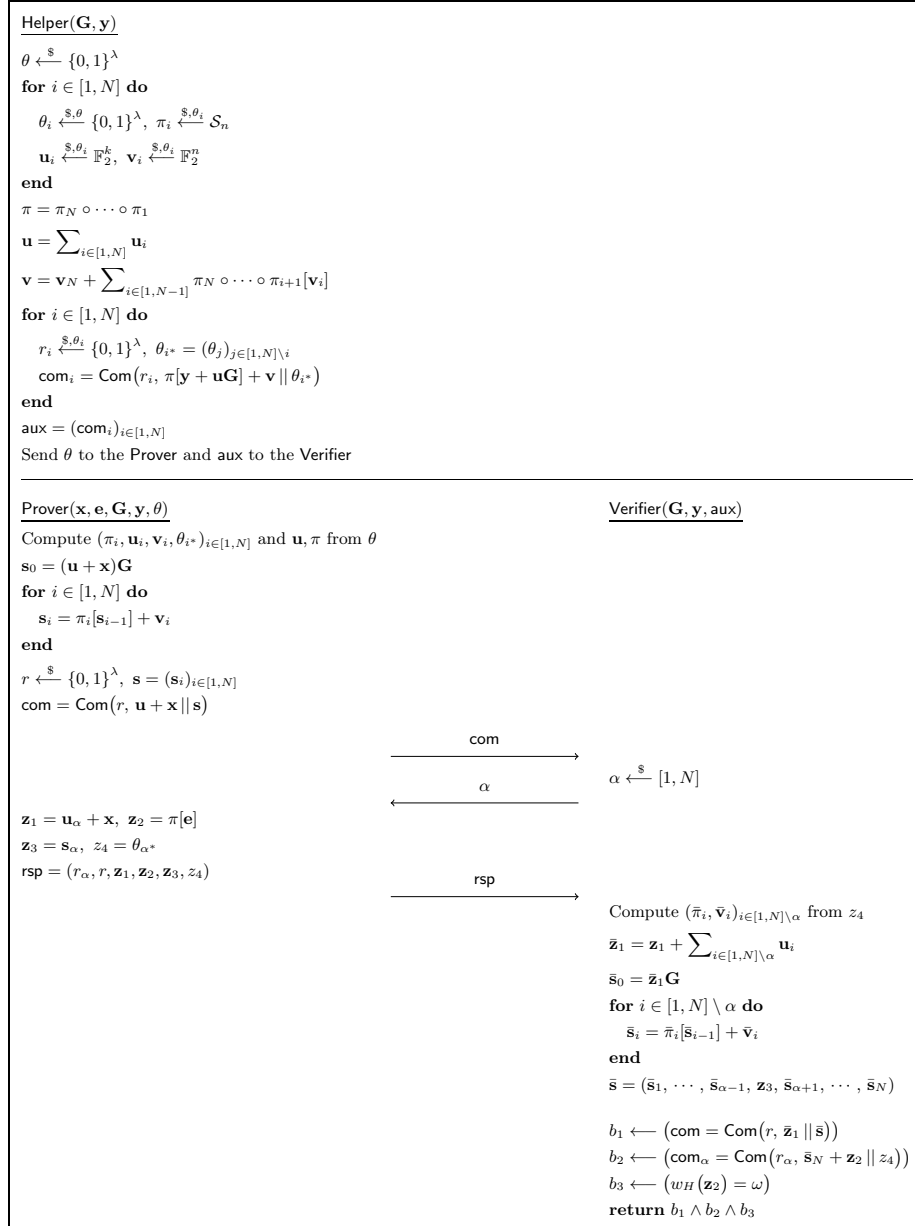 Helper(G, y)
θ ←$ {0, 1}^λ
for i ∈ [1, N] do
θ_i ←$,θ {0, 1}^λ, π_i ←$,θ_i S_n
u_i ←$,θ_i F_2^k, v_i ←$,θ_i F_2^n
end
π = π_N ∘ ⋯ ∘ π_1
u = ∑_{i∈[1,N]} u_i
v = v_N + ∑_{i∈[1,N−1]} π_N ∘ ⋯ ∘ π_{i+1}[v_i]
for i ∈ [1, N] do
r_i ←$,θ_i {0, 1}^λ, θ_{i*} = (θ_j)_{j∈[1,N]\i}
com_i = Com(r_i, π[y + uG] + v || θ_{i*})
end
aux = (com_i)_{i∈[1,N]}
Send θ to the Prover and aux to the Verifier
Prover(x, e, G, y, θ) Verifier(G, y, aux)
Compute (π_i, u_i, v_i, θ_{i*})_{i∈[1,N]} and u, π from θ
s_0 = (u + x)G
for i ∈ [1, N] do
s_i = π_i[s_{i−1}] + v_i
end
r ←$ {0, 1}^λ, s = (s_i)_{i∈[1,N]}
com = Com(r, u + x || s)
com
α ←$ [1, N]
α
z_1 = u_α + x, z_2 = π[e]
z_3 = s_α, z_4 = θ_{α*}
rsp = (r_α, r, z_1, z_2, z_3, z_4)
rsp
Compute (π̄_i, v̄_i)_{i∈[1,N]\α} from z_4
z̄_1 = z_1 + ∑_{i∈[1,N]\α} u_i
s̄_0 = z̄_1G
for i ∈ [1, N] \ α do
s̄_i = π̄_i[s̄_{i−1}] + v̄_i
end
s̄ = (s̄_1, ⋯ , s̄_{α−1}, z_3, s̄_{α+1}, ⋯ , s̄_N)
b_1 ⟵ (com = Com(r, z̄_1 || s̄))
b_2 ⟵ (com_α = Com(r_α, s̄_N + z_2 || z_4))
b_3 ⟵ (w_H(z_2) = ω)
return b_1 ∧ b_2 ∧ b_3